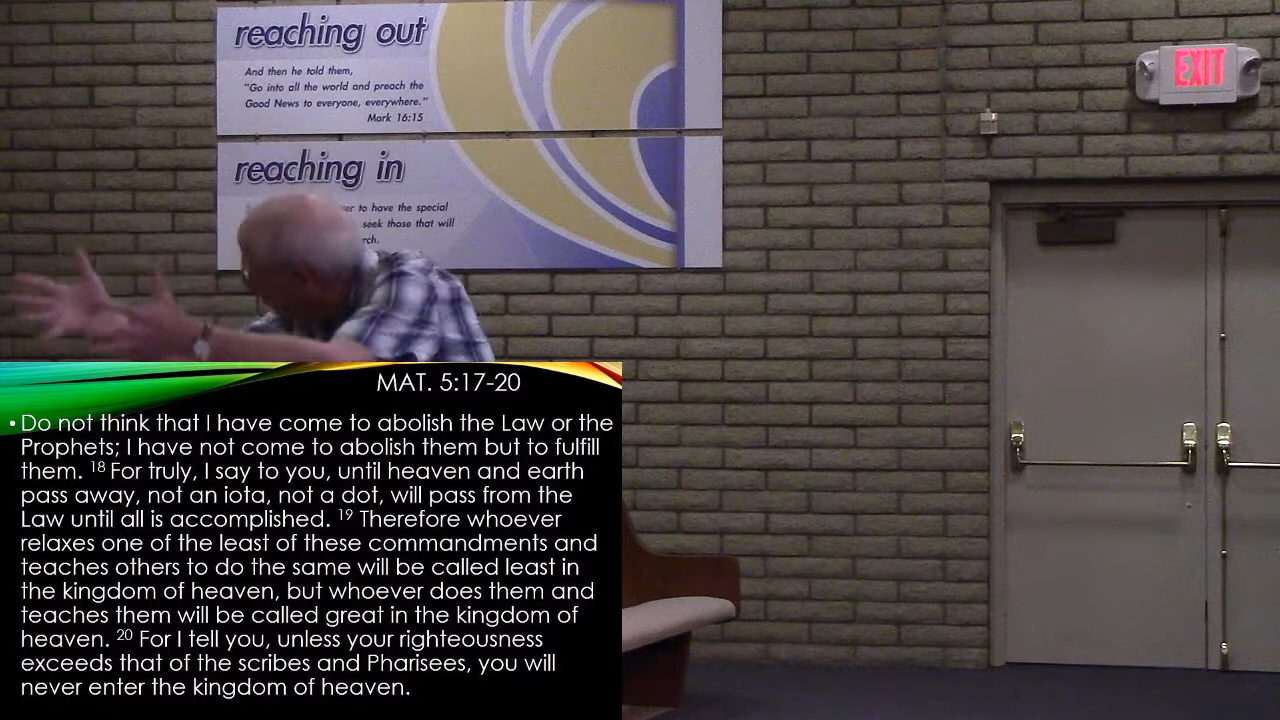 reaching out
And then he told them,
"Go into all the world and preach the
Good News to everyone, everywhere."
Mark 16:15
EXIT
reaching in
to have the special
seek those that will
MAT. 5:17-20
• Do not think that I have come to abolish the Law or the
Prophets; I have not come to abolish them but to fulfill
them. 18 For truly, I say to you, until heaven and earth
pass away, not an iota, not a dot, will pass from the
Law until all is accomplished. 19 Therefore whoever
relaxes one of the least of these commandments and
teaches others to do the same will be called least in
the kingdom of heaven, but whoever does them and
teaches them will be called great in the kingdom of
heaven. 20 For I tell you, unless your righteousness
exceeds that of the scribes and Pharisees, you will
never enter the kingdom of heaven.